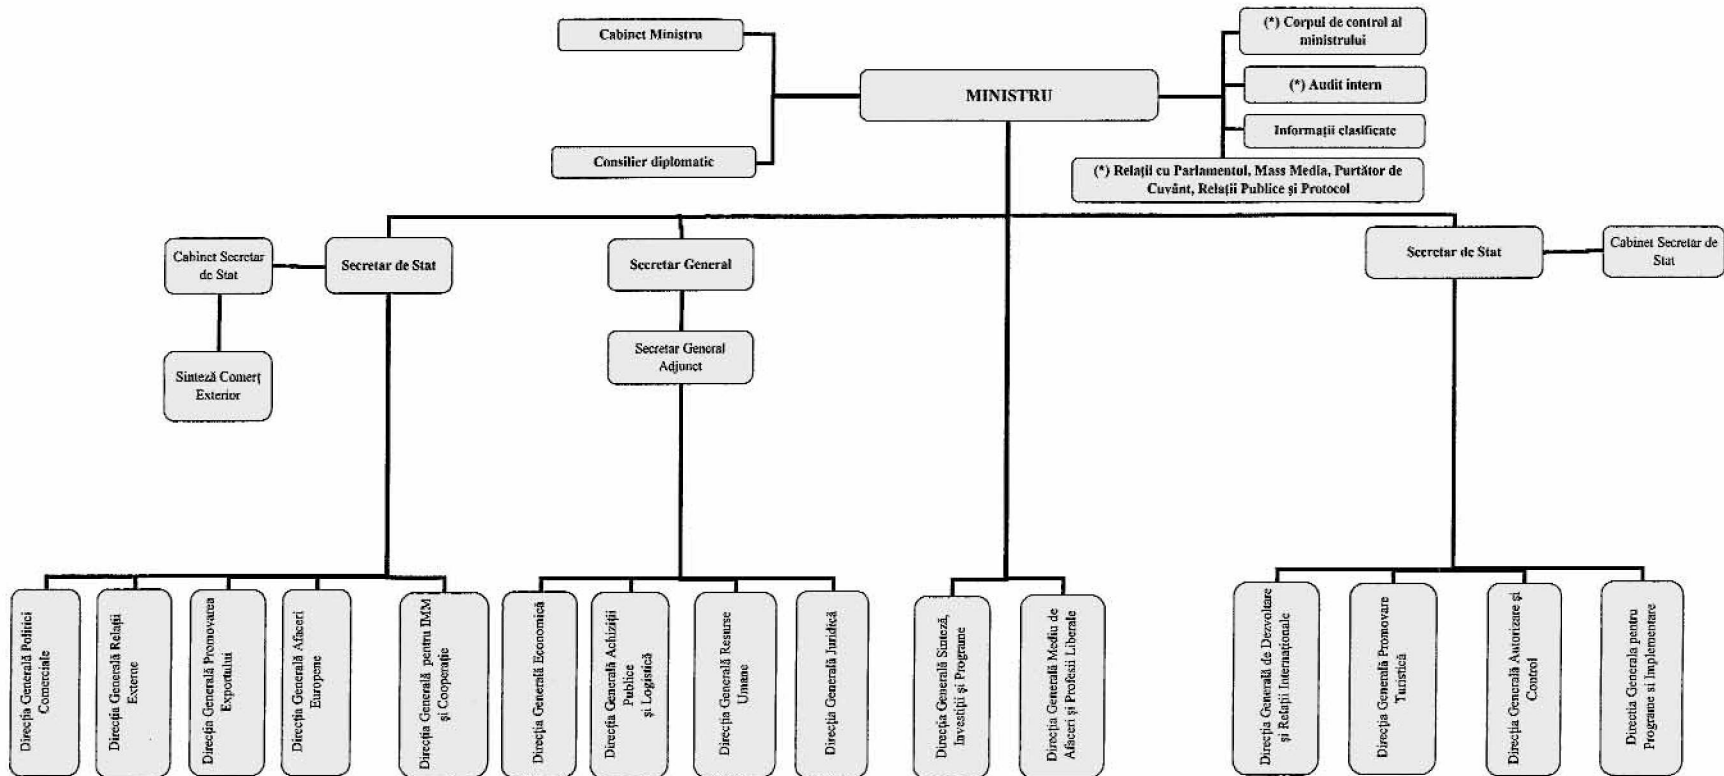 Cabinet Ministru
(*) Corpul de control al
ministrului
MINISTRU
(*) Audit intern
Informații clasificate
Consilier diplomatic
(*) Relații cu Parlamentul, Mass Media, Purtător de
Cuvânt, Relații Publice și Protocol
Cabinet Secretar
de Stat
Secretar de Stat
Secretar General
Secretar de Stat
Cabinet Secretar de
Stat
Secretar General
Adjunct
Sinteză Comerț
Exterior
Direcția Generală Politici
Comerciale
Direcția Generală Relații
Externe
Direcția Generală Promovarea
Exportului
Direcția Generală Afaceri
Europene
Direcția Generală pentru IMM
și Cooperație
Direcția Generală Economică
Direcția Generală Achiziții
Publice
și Logistică
Direcția Generală Resurse
Umane
Direcția Generală Juridică
Direcția Generală Sinteză,
Investiții și Programe
Direcția Generală Mediu de
Afaceri și Profesii Liberale
Direcția Generală de Dezvoltare
și Relații Internaționale
Direcția Generală Promovare
Turistică
Direcția Generală Autorizare și
Control
Directia Generala pentru
Programe si Implementare